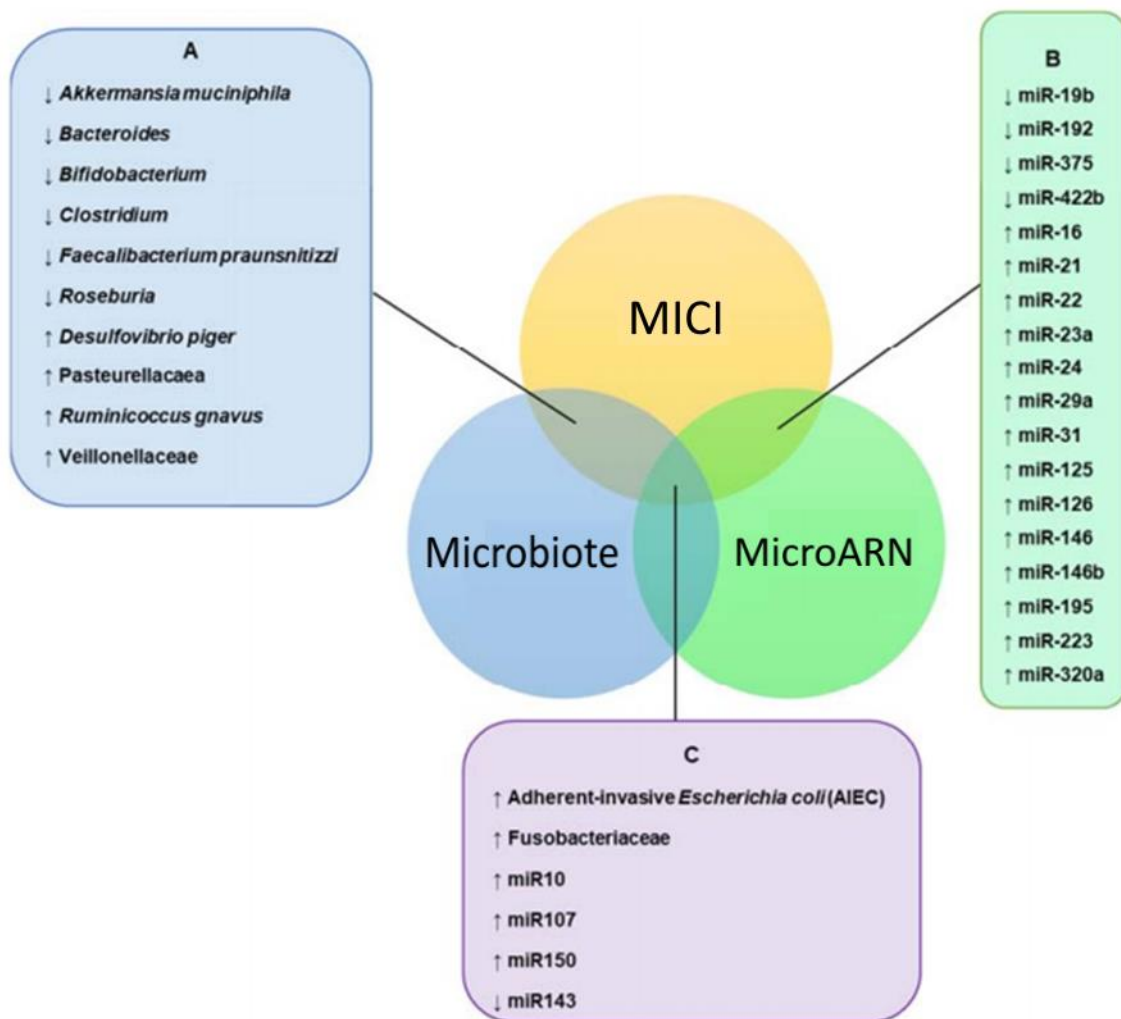 A
↓ Akkermansia muciniphila
↓ Bacteroides
↓ Bifidobacterium
↓ Clostridium
↓ Faecalibacterium praunsnitizzi
↓ Roseburia
↑ Desulfovibrio piger
↑ Pasteurellacaea
↑ Ruminicoccus gnavus
↑ Veillonellaceae
B
↓ miR-19b
↓ miR-192
↓ miR-375
↓ miR-422b
↑ miR-16
↑ miR-21
↑ miR-22
↑ miR-23a
↑ miR-24
↑ miR-29a
↑ miR-31
↑ miR-125
↑ miR-126
↑ miR-146
↑ miR-146b
↑ miR-195
↑ miR-223
↑ miR-320a
MICI
Microbiote
MicroARN
C
↑ Adherent-invasive Escherichia coli (AIEC)
↑ Fusobacteriaceae
↑ miR10
↑ miR107
↑ miR150
↓ miR143